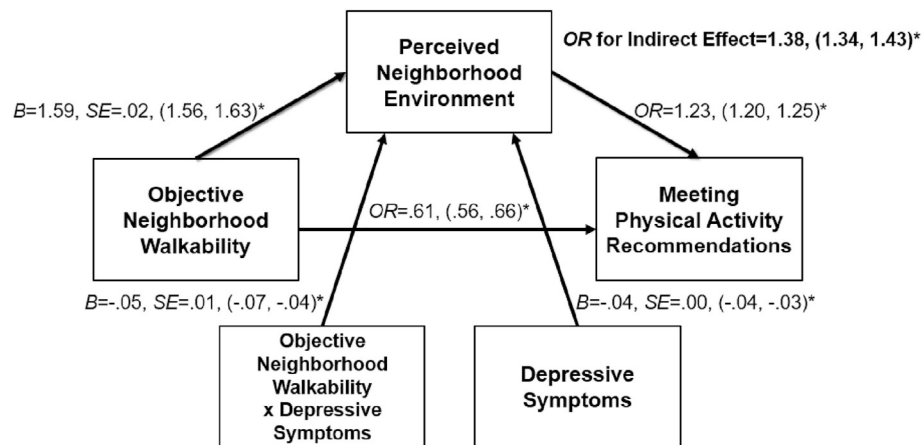 OR for Indirect Effect=1.38, (1.34, 1.43)*
Perceived
Neighborhood
Environment
B=1.59, SE=.02, (1.56, 1.63)*
OR=1.23, (1.20, 1.25)*
Objective
Neighborhood
Walkability
OR=.61, (.56, .66)*
Meeting
Physical Activity
Recommendations
B=-.05, SE=.01, (-.07, -.04)*
B=-.04, SE=.00, (-.04, -.03)*
Objective
Neighborhood
Walkability
x Depressive
Symptoms
Depressive
Symptoms